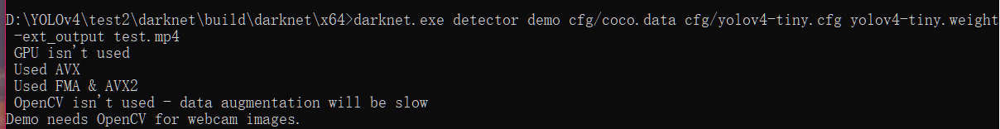 D:\YOLOv4\test2\darknet\build\darknet\x64>darknet.exe detector demo cfg/coco.data cfg/yolov4-tiny.cfg yolov4-tiny.weight
-ext_output test.mp4
GPU isn't used
Used AVX
Used FMA & AVX2
OpenCV isn't used - data augmentation will be slow
Demo needs OpenCV for webcam images.